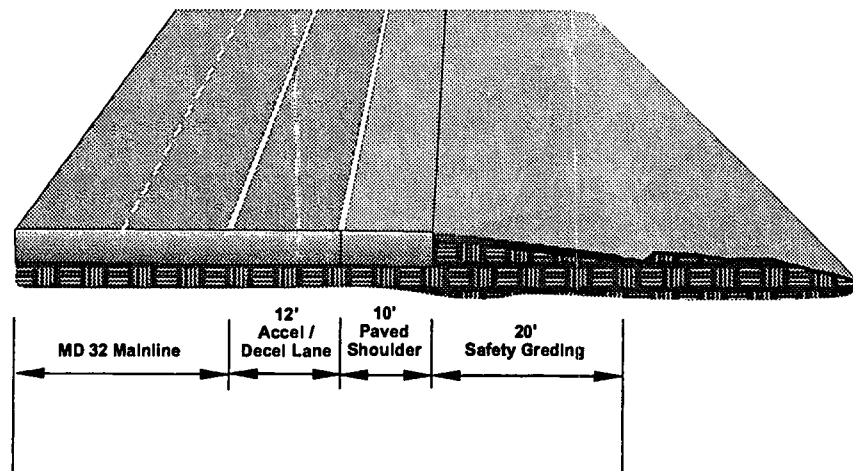 MD 32 Mainline
12'
Accel /
Decel Lane
10'
Paved
Shoulder
20'
Safety Greding